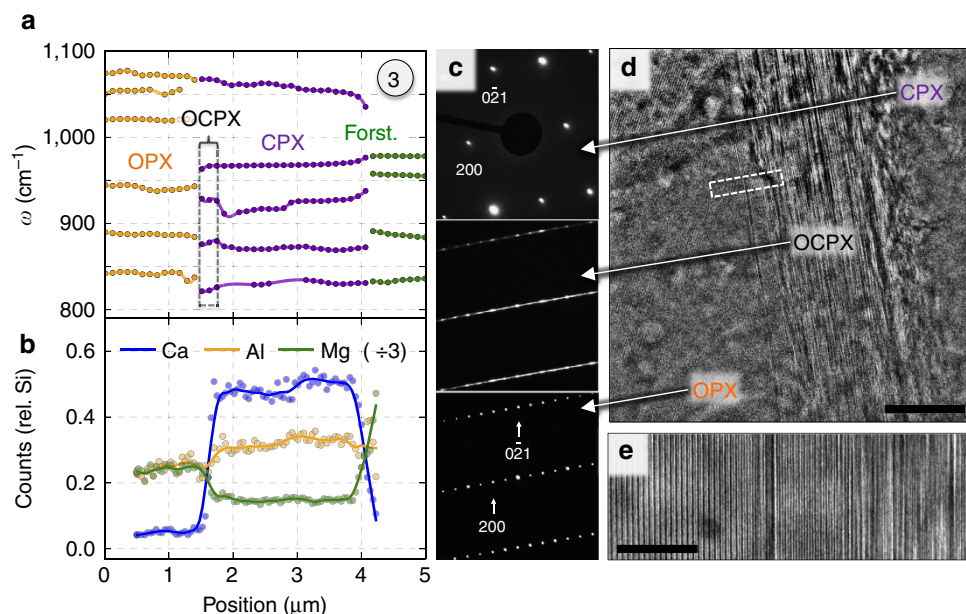 a
1,100
1,000
900
800
ω (cm⁻¹)
3
OCPX
OPX
CPX
Forst.
b
Ca Al Mg (÷3)
0.6
0.4
0.2
0.0
Counts (rel. Si)
0 1 2 3 4 5
Position (μm)
c
02̄1
200
02̄1
200
d
CPX
OCPX
OPX
e